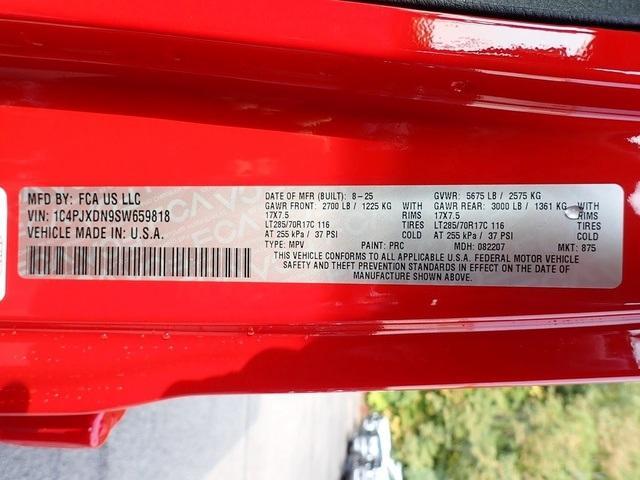 MFD BY: FCA US LLC
VIN: 1C4PJXDN9SW659818
VEHICLE MADE IN U.S.A.
DATE OF MFR (BUILT): 8-25 GVWR: 5675 LB / 2575 KG
GAWR FRONT: 2700 LB / 1225 KG WITH GAWR REAR: 3000 LB / 1361 KG WITH
17X7.5 RIMS 17X7.5 RIMS
LT285/70R17C 116 TIRES LT285/70R17C 116 TIRES
AT 255 kPa / 37 PSI COLD AT 255 kPa / 37 PSI COLD
TYPE: MPV PAINT: PRC MDH: 082207 MKT: 875
THIS VEHICLE CONFORMS TO ALL APPLICABLE U.S.A. FEDERAL MOTOR VEHICLE
SAFETY AND THEFT PREVENTION STANDARDS IN EFFECT ON THE DATE OF
MANUFACTURE SHOWN ABOVE.